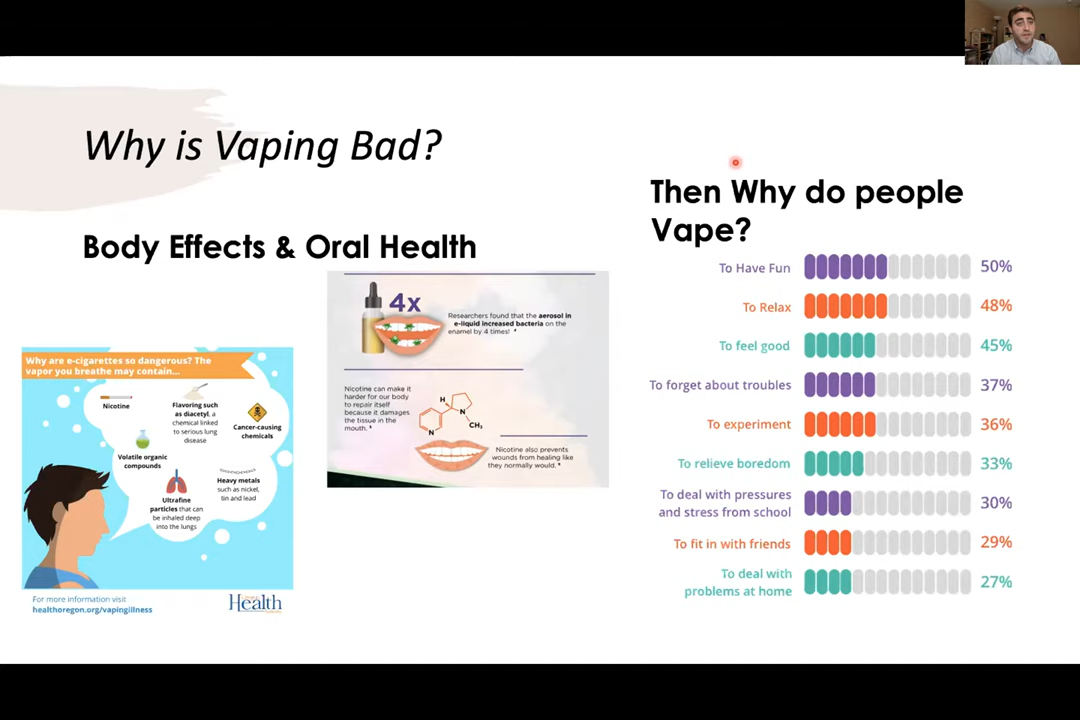 Why is Vaping Bad?
Body Effects & Oral Health
Why are e-cigarettes so dangerous? The
vapor you breathe may contain...
Nicotine
Flavoring such
as diacetyl, a
chemical linked
to serious lung
disease
Cancer-causing
chemicals
Volatile organic
compounds
Ultrafine
particles that can
be inhaled deep
into the lungs
Heavy metals
such as nickel,
tin and lead
For more information visit
healthoregon.org/vapingillness
Health
4x
Researchers found that the aerosol in
e-liquid increased bacteria on the
enamel by 4 times!
Nicotine can make it
harder for our body
to repair itself
because it damages
the tissue in the
mouth.
H
N
N
CH₃
Nicotine also prevents
wounds from healing like
they normally would.
Then Why do people
Vape?
To Have Fun 50%
To Relax 48%
To feel good 45%
To forget about troubles 37%
To experiment 36%
To relieve boredom 33%
To deal with pressures
and stress from school 30%
To fit in with friends 29%
To deal with
problems at home 27%